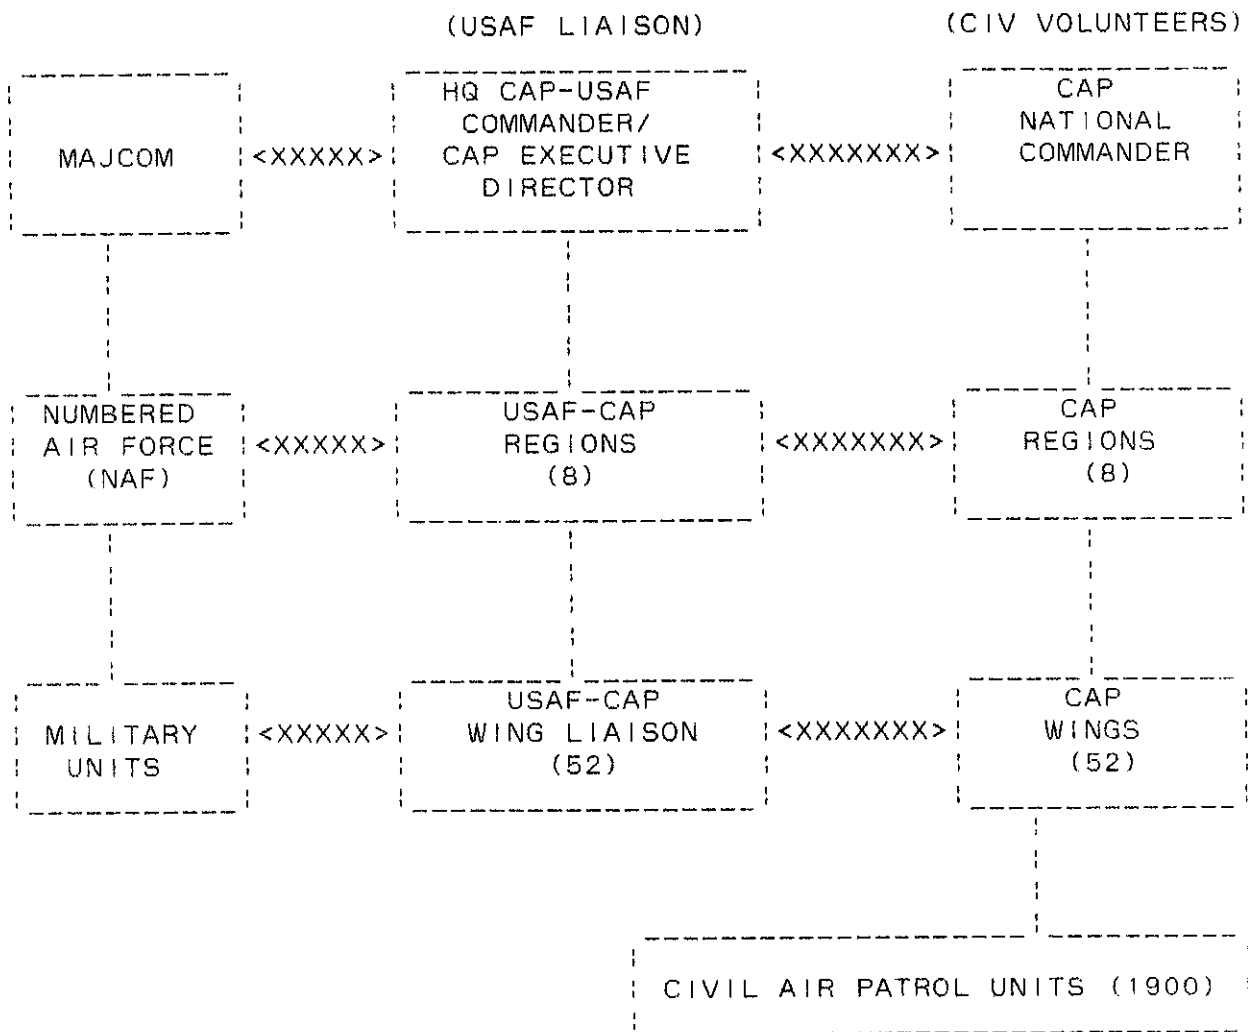 (USAF LIAISON) (CIV VOLUNTEERS)
MAJCOM
<XXXXX>
HQ CAP-USAF
COMMANDER/
CAP EXECUTIVE
DIRECTOR
<XXXXXXX>
CAP
NATIONAL
COMMANDER
NUMBERED
AIR FORCE
(NAF)
<XXXXX>
USAF-CAP
REGIONS
(8)
<XXXXXXX>
CAP
REGIONS
(8)
MILITARY
UNITS
<XXXXX>
USAF-CAP
WING LIAISON
(52)
<XXXXXXX>
CAP
WINGS
(52)
CIVIL AIR PATROL UNITS (1900)